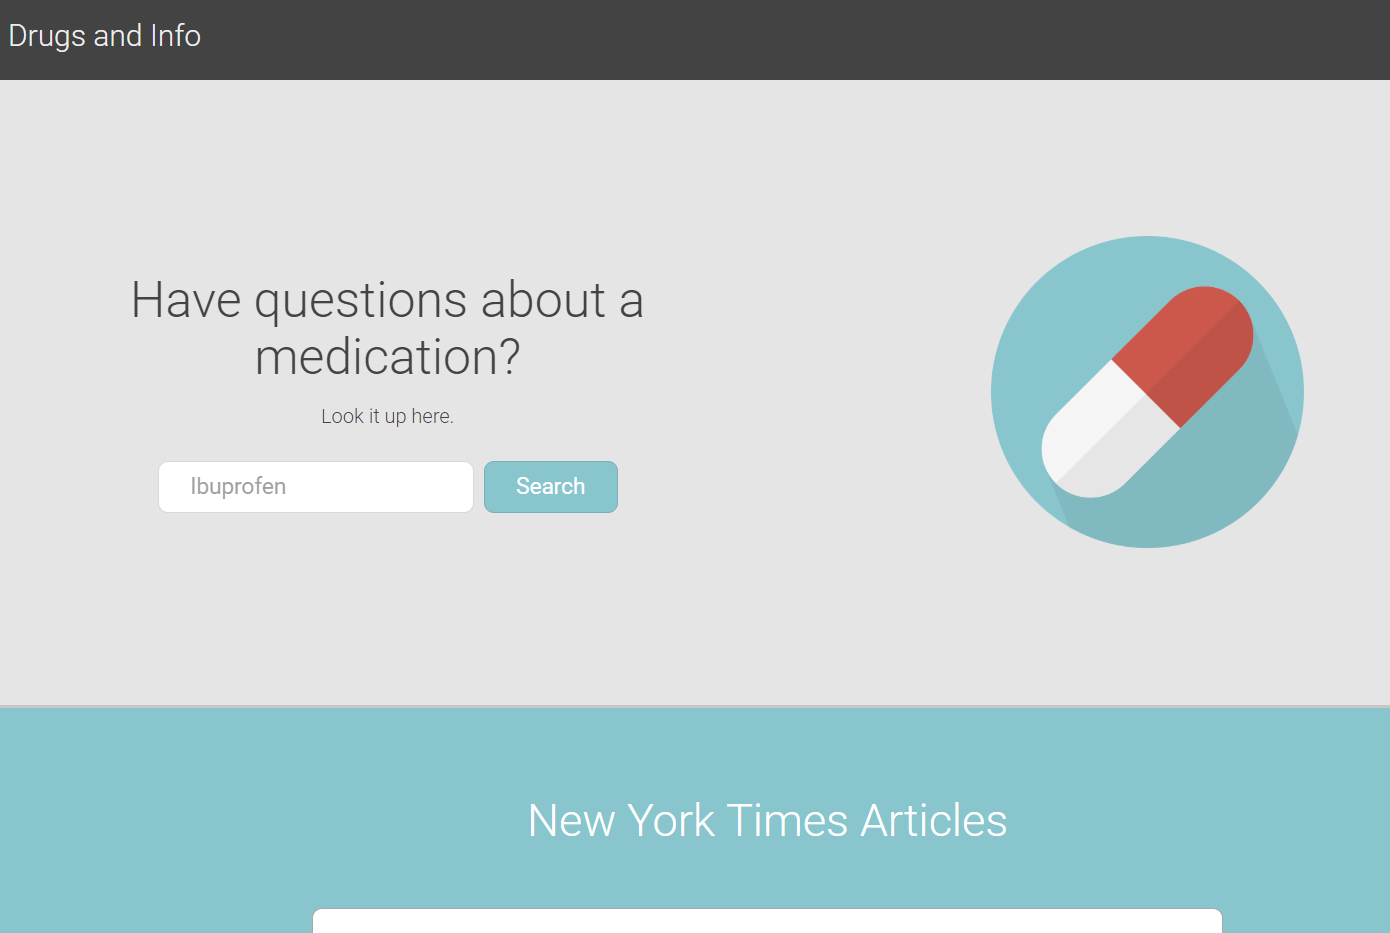 Drugs and Info
Have questions about a
medication?
Look it up here.
Ibuprofen
Search
New York Times Articles